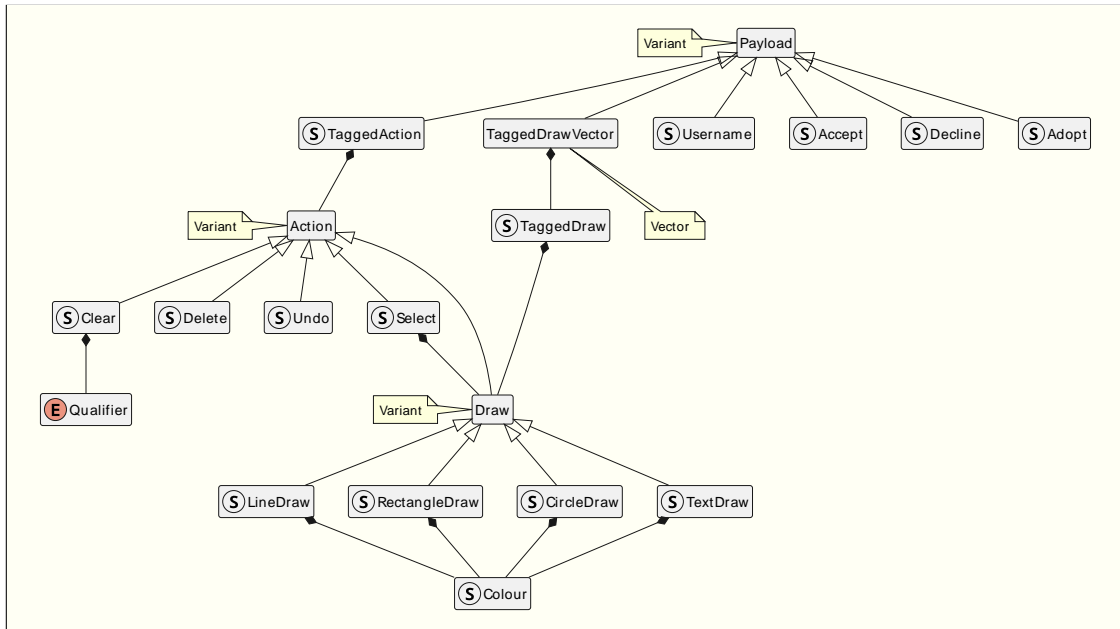 Variant
Payload
S TaggedAction
TaggedDrawVector
S Username
S Accept
S Decline
S Adopt
Variant
Action
S TaggedDraw
Vector
S Clear
S Delete
S Undo
S Select
E Qualifier
Variant
Draw
S LineDraw
S RectangleDraw
S CircleDraw
S TextDraw
S Colour